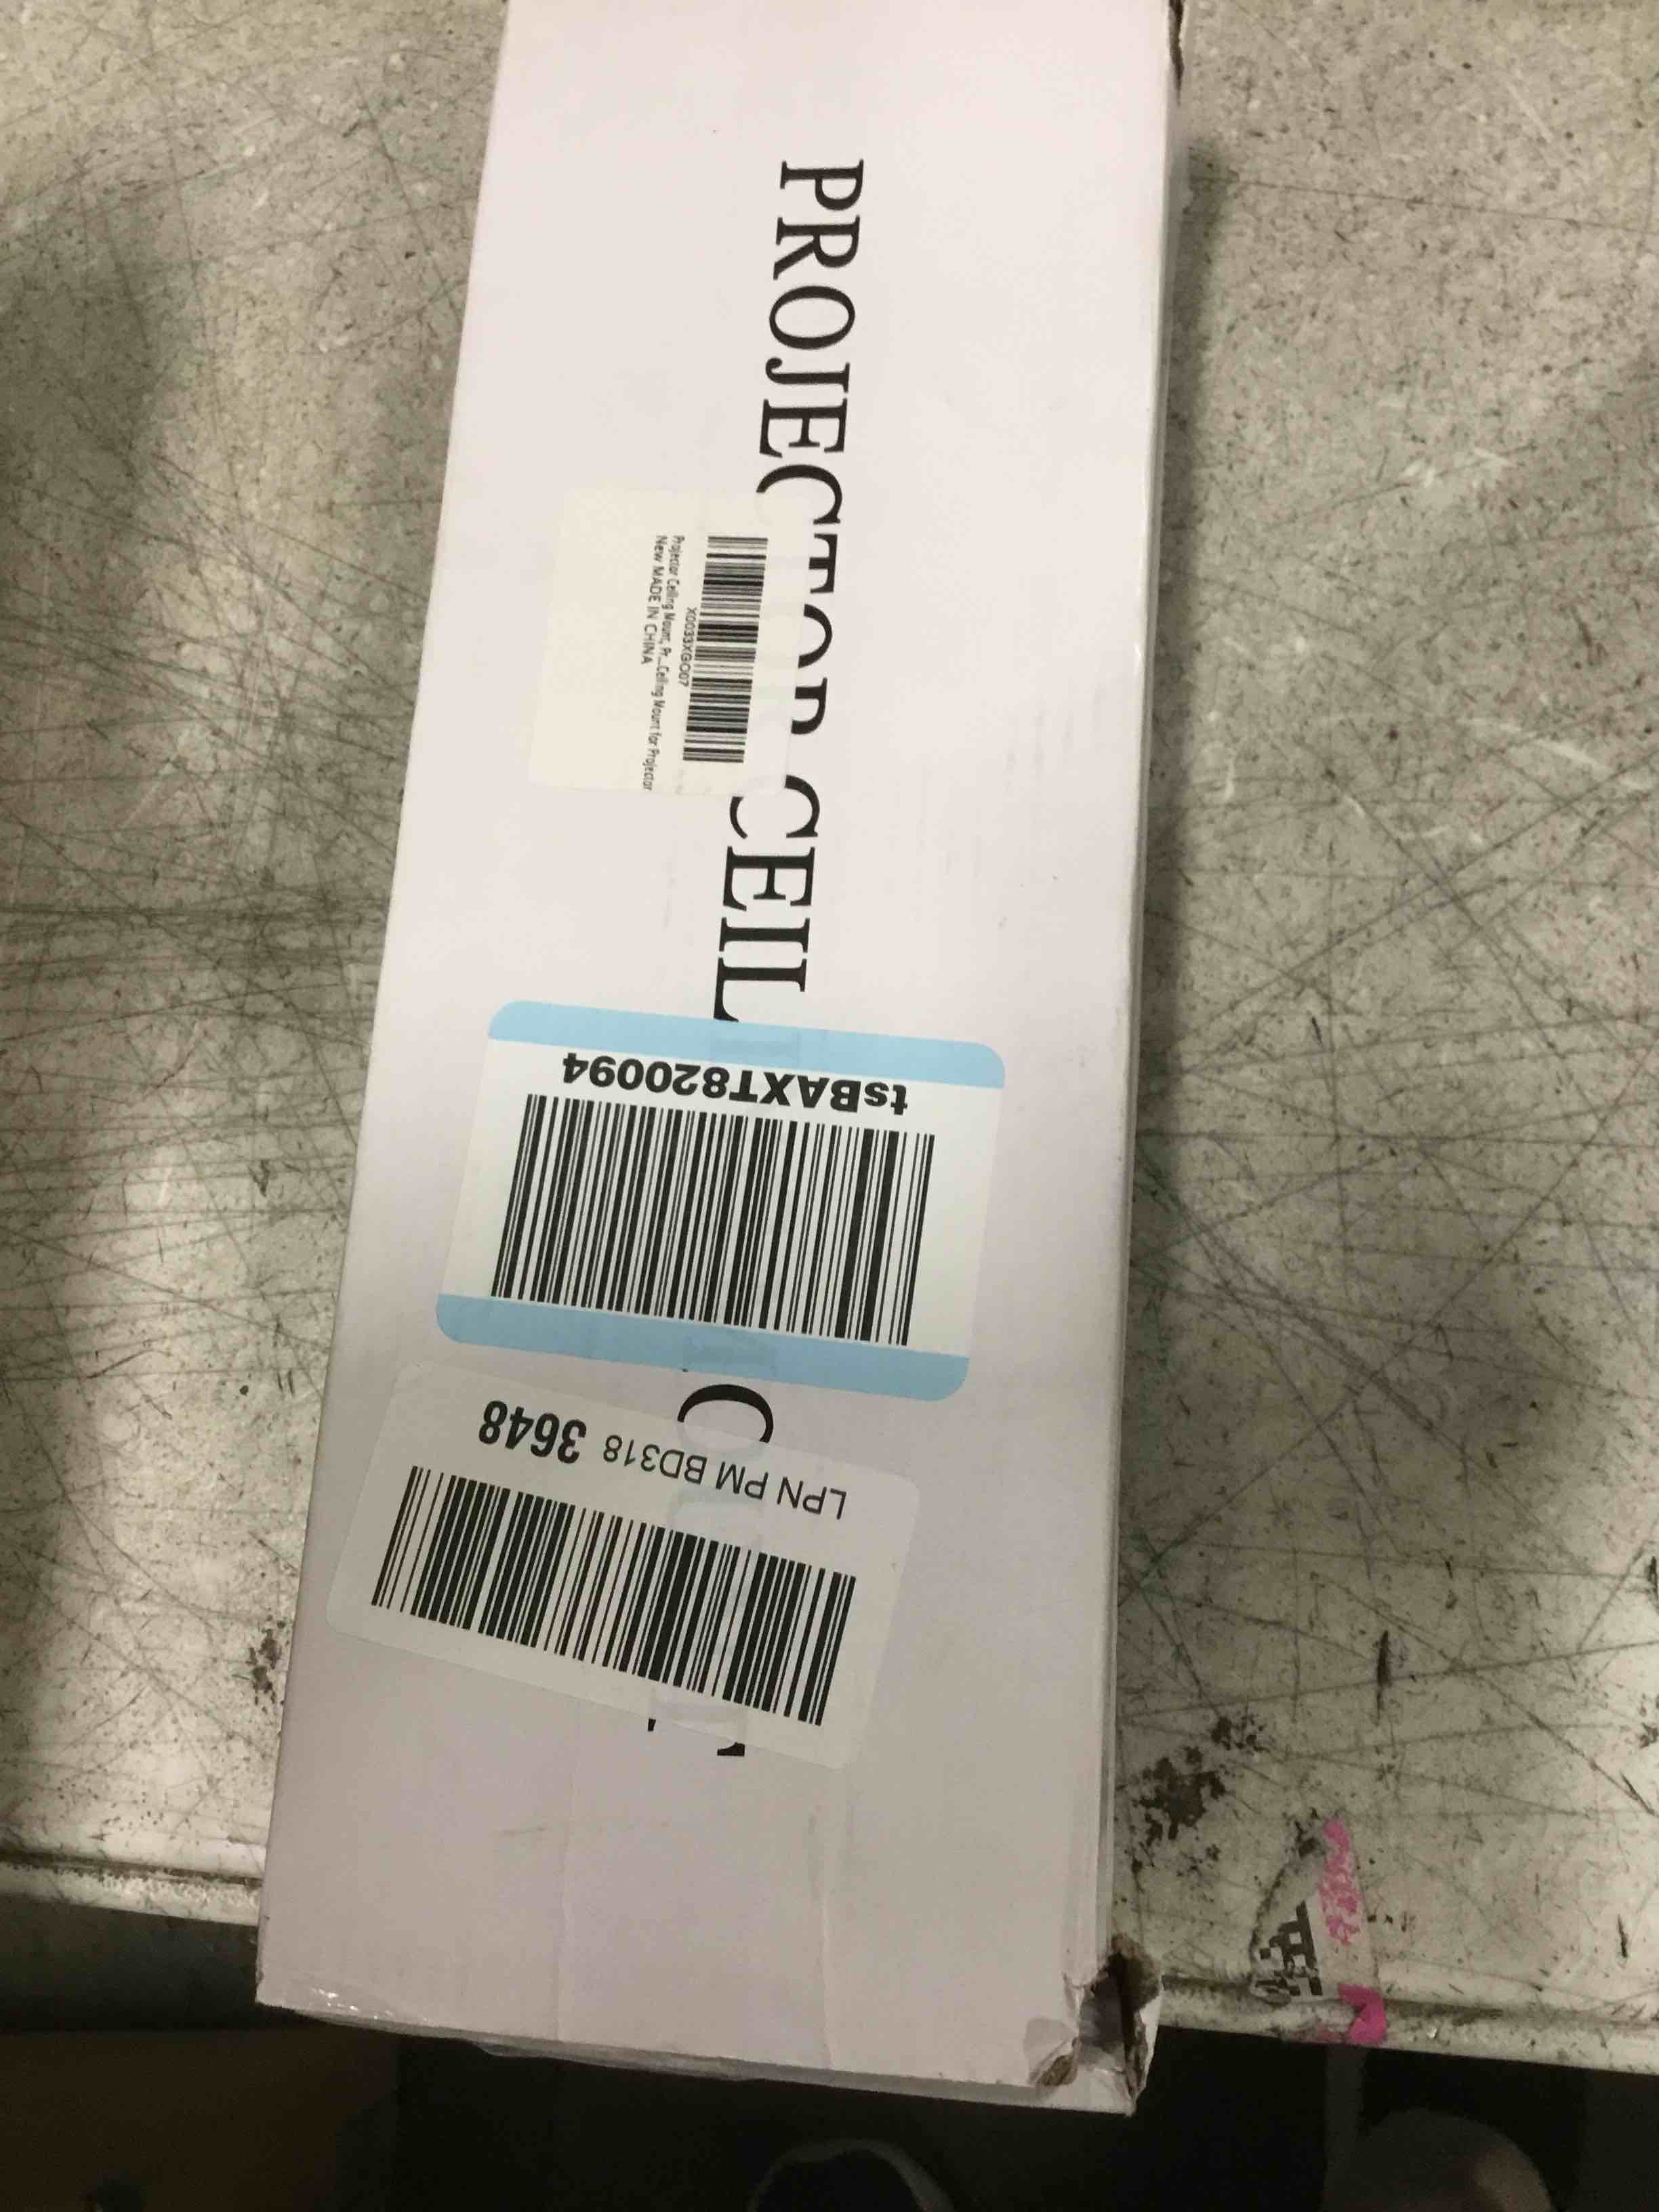 PROJECTOR CEIL
X0033XGO07
Projector Ceiling Mount, Pr...Ceiling Mount for Projector
New MADE IN CHINA
tsBAXT820094
LPN PM BD318 3648